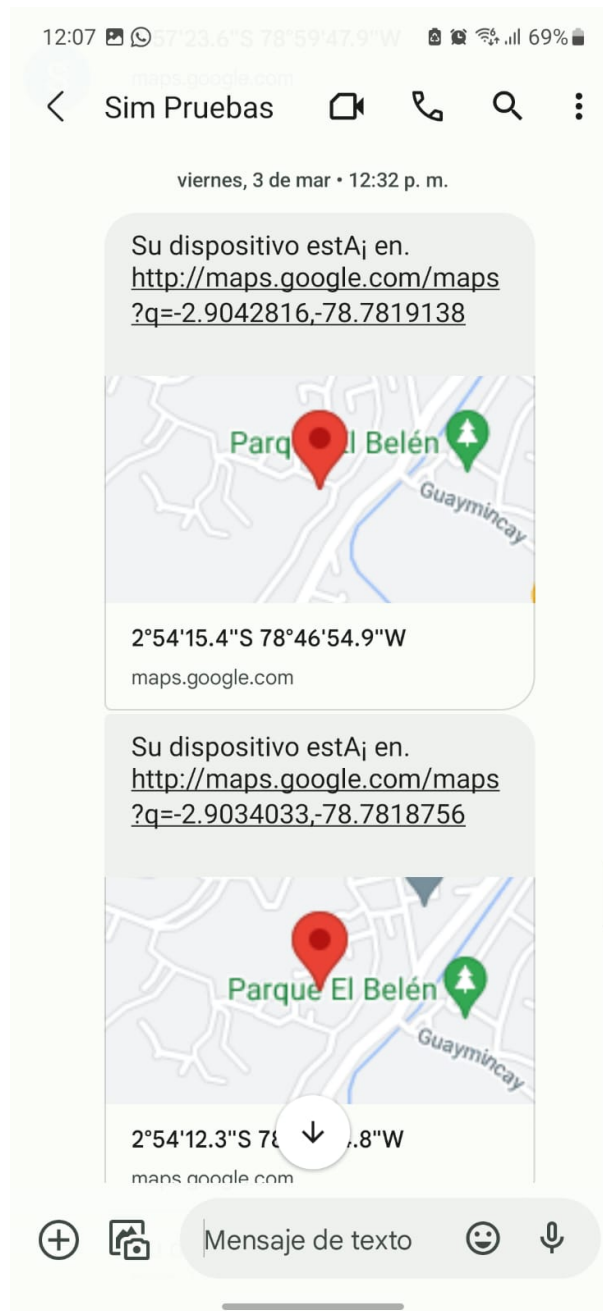 12:07 69%
57'23.6"S 78°59'47.9"W
maps.google.com
Sim Pruebas
viernes, 3 de mar • 12:32 p. m.
Su dispositivo estA¡ en.
http://maps.google.com/maps
?q=-2.9042816,-78.7819138
Parq l Belén
Guaymincay
2°54'15.4"S 78°46'54.9"W
maps.google.com
Su dispositivo estA¡ en.
http://maps.google.com/maps
?q=-2.9034033,-78.7818756
Parque El Belén
Guaymincay
2°54'12.3"S 78 .8"W
maps.google.com
Mensaje de texto